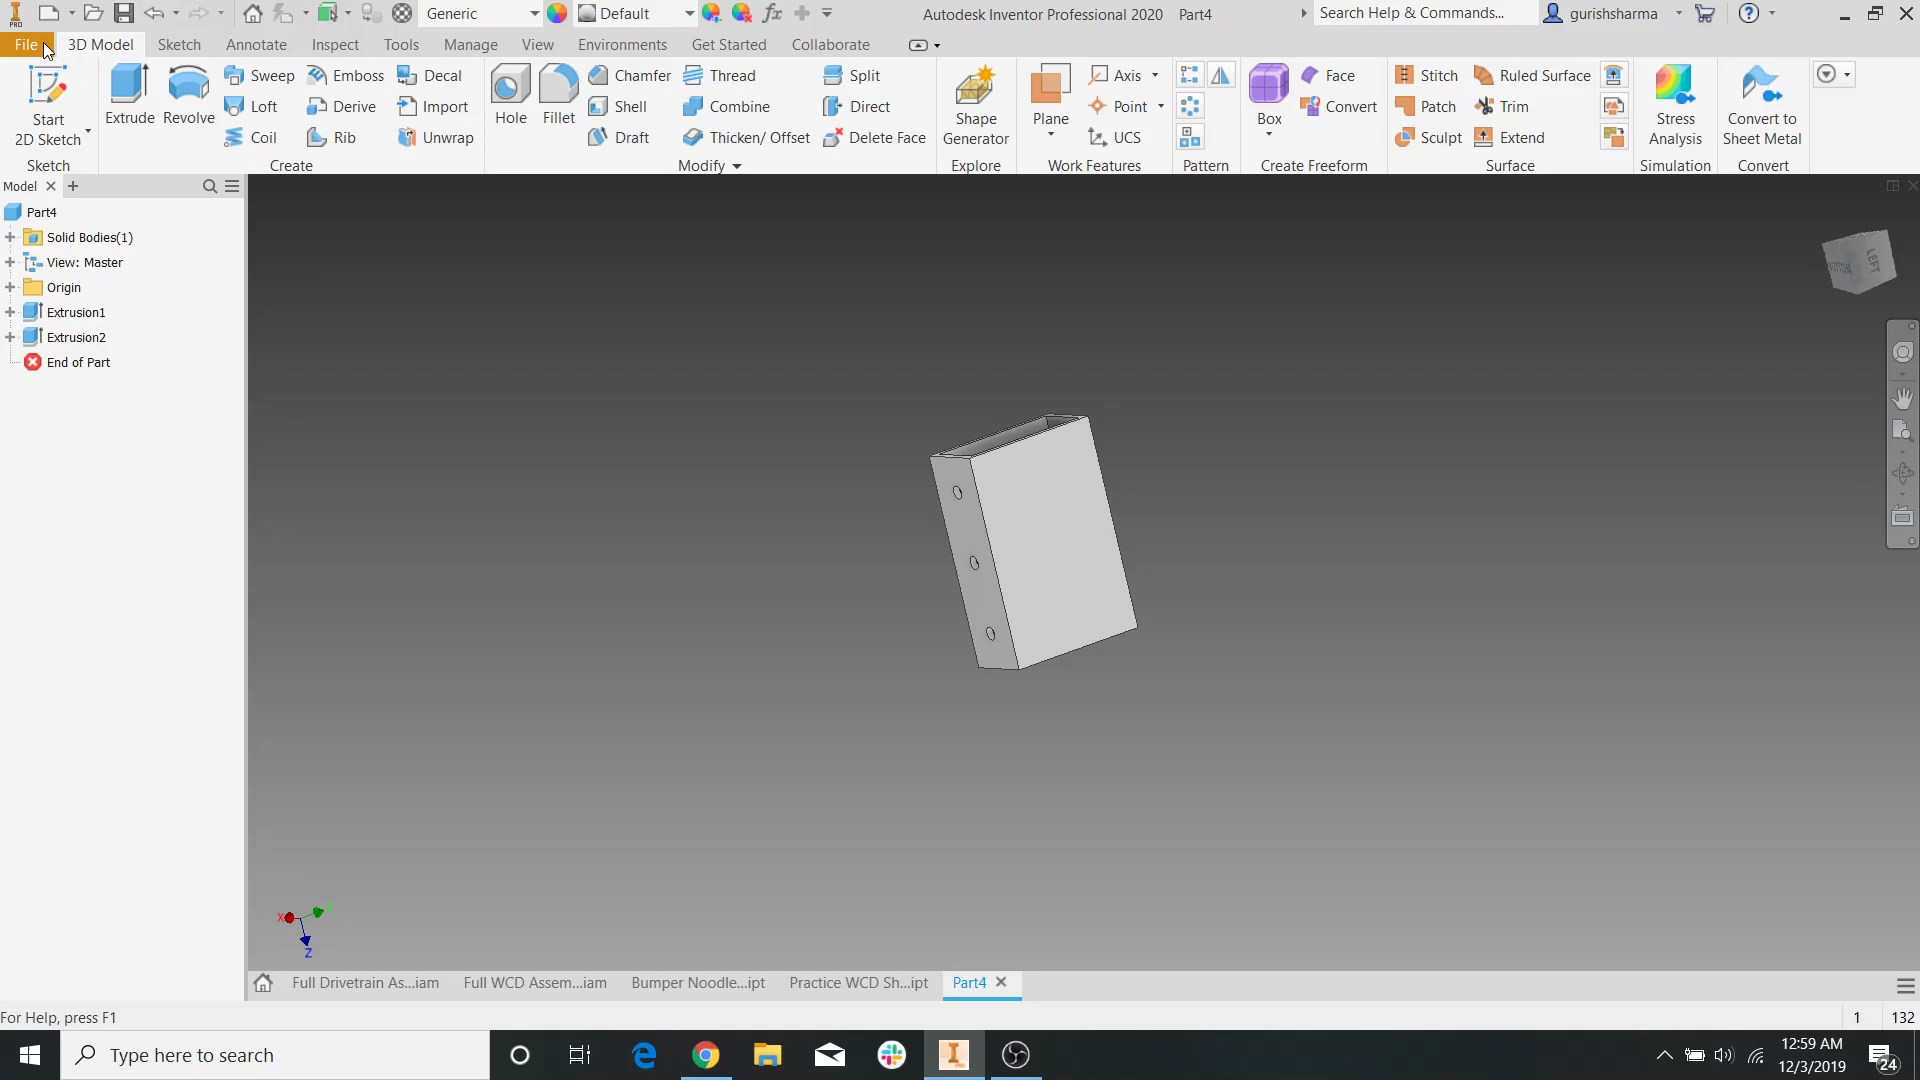 PRO
Generic
Default
Autodesk Inventor Professional 2020 Part4
Search Help & Commands...
gurishsharma
File
3D Model
Sketch
Annotate
Inspect
Tools
Manage
View
Environments
Get Started
Collaborate
Start
2D Sketch
Sketch
Extrude
Revolve
Sweep
Emboss
Decal
Loft
Derive
Import
Coil
Rib
Unwrap
Create
Hole
Fillet
Chamfer
Thread
Split
Shell
Combine
Direct
Draft
Thicken/ Offset
Delete Face
Modify
Shape
Generator
Explore
Plane
Axis
Point
UCS
Work Features
Pattern
Box
Face
Convert
Create Freeform
Stitch
Ruled Surface
Patch
Trim
Sculpt
Extend
Surface
Stress
Analysis
Simulation
Convert to
Sheet Metal
Convert
Model
Part4
Solid Bodies(1)
View: Master
Origin
Extrusion1
Extrusion2
End of Part
BOTTOM
LEFT
X
Y
Z
Full Drivetrain As...iam
Full WCD Assem...iam
Bumper Noodle...ipt
Practice WCD Sh...ipt
Part4
For Help, press F1
1
132
Type here to search
12:59 AM
12/3/2019
24